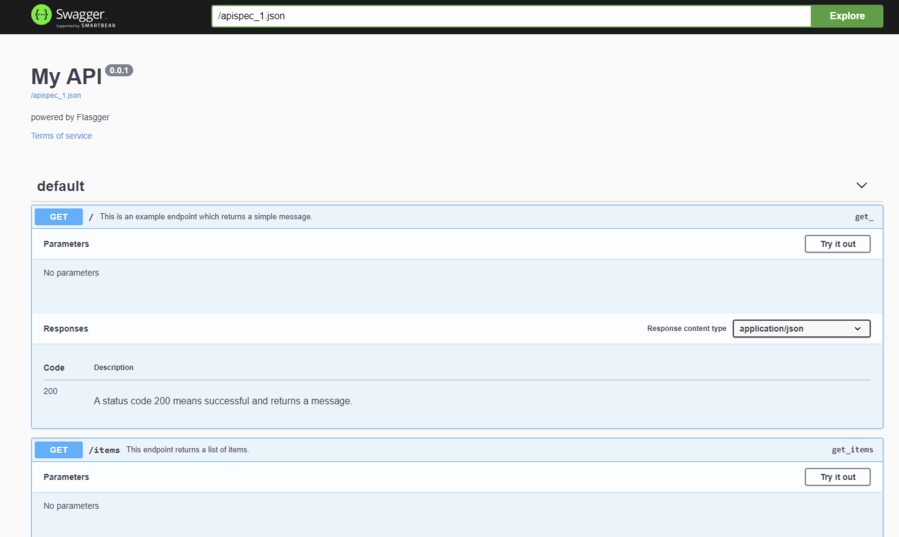 Swagger.
Supported by SMARTBEAR
/apispec_1.json
Explore
My API 0.0.1
/apispec_1.json
powered by Flasgger
Terms of service
default
GET / This is an example endpoint which returns a simple message. get_
Parameters Try it out
No parameters
Responses Response content type application/json
Code Description
200
A status code 200 means successful and returns a message.
GET /items This endpoint returns a list of items. get_items
Parameters Try it out
No parameters